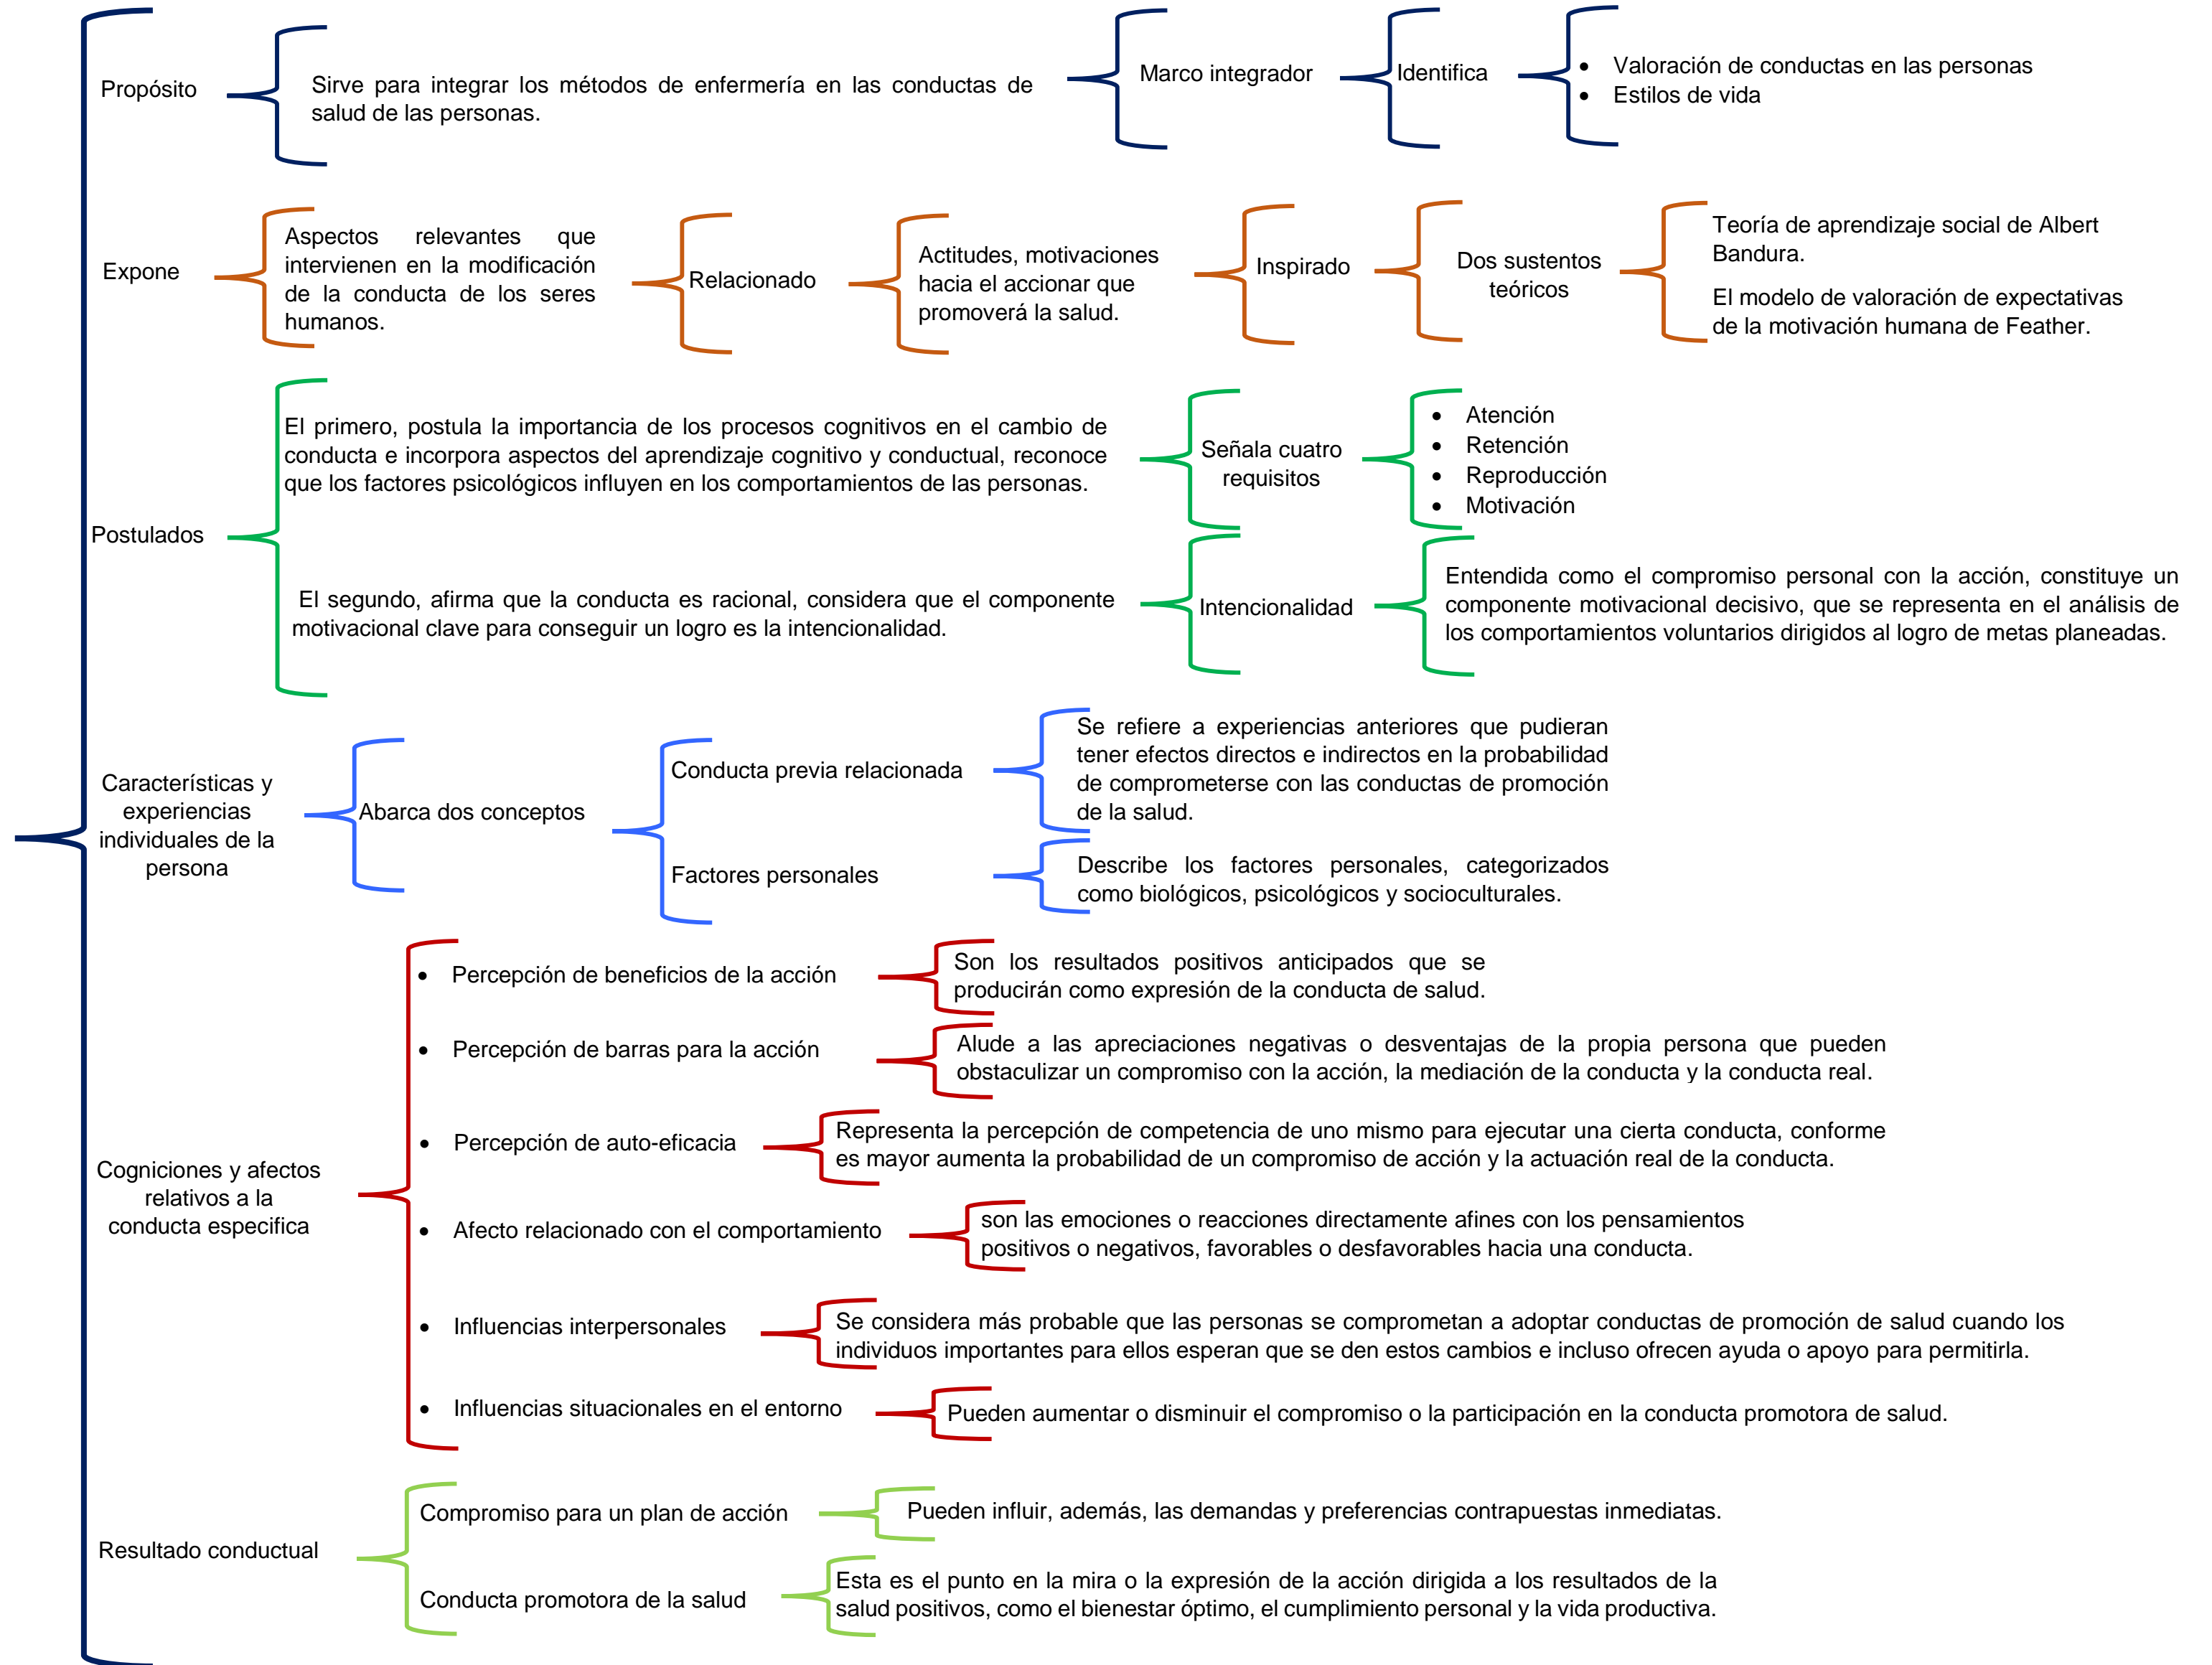 Propósito
Sirve para integrar los métodos de enfermería en las conductas de
salud de las personas.
Marco integrador
Identifica
• Valoración de conductas en las personas
• Estilos de vida
Expone
Aspectos relevantes que
intervienen en la modificación
de la conducta de los seres
humanos.
Relacionado
Actitudes, motivaciones
hacia el accionar que
promoverá la salud.
Inspirado
Dos sustentos
teóricos
Teoría de aprendizaje social de Albert
Bandura.
El modelo de valoración de expectativas
de la motivación humana de Feather.
Postulados
El primero, postula la importancia de los procesos cognitivos en el cambio de
conducta e incorpora aspectos del aprendizaje cognitivo y conductual, reconoce
que los factores psicológicos influyen en los comportamientos de las personas.
Señala cuatro
requisitos
• Atención
• Retención
• Reproducción
• Motivación
El segundo, afirma que la conducta es racional, considera que el componente
motivacional clave para conseguir un logro es la intencionalidad.
Intencionalidad
Entendida como el compromiso personal con la acción, constituye un
componente motivacional decisivo, que se representa en el análisis de
los comportamientos voluntarios dirigidos al logro de metas planeadas.
Características y
experiencias
individuales de la
persona
Abarca dos conceptos
Conducta previa relacionada
Se refiere a experiencias anteriores que pudieran
tener efectos directos e indirectos en la probabilidad
de comprometerse con las conductas de promoción
de la salud.
Factores personales
Describe los factores personales, categorizados
como biológicos, psicológicos y socioculturales.
Cogniciones y afectos
relativos a la
conducta especifica
• Percepción de beneficios de la acción
Son los resultados positivos anticipados que se
producirán como expresión de la conducta de salud.
• Percepción de barras para la acción
Alude a las apreciaciones negativas o desventajas de la propia persona que pueden
obstaculizar un compromiso con la acción, la mediación de la conducta y la conducta real.
• Percepción de auto-eficacia
Representa la percepción de competencia de uno mismo para ejecutar una cierta conducta, conforme
es mayor aumenta la probabilidad de un compromiso de acción y la actuación real de la conducta.
• Afecto relacionado con el comportamiento
son las emociones o reacciones directamente afines con los pensamientos
positivos o negativos, favorables o desfavorables hacia una conducta.
• Influencias interpersonales
Se considera más probable que las personas se comprometan a adoptar conductas de promoción de salud cuando los
individuos importantes para ellos esperan que se den estos cambios e incluso ofrecen ayuda o apoyo para permitirla.
• Influencias situacionales en el entorno
Pueden aumentar o disminuir el compromiso o la participación en la conducta promotora de salud.
Resultado conductual
Compromiso para un plan de acción
Pueden influir, además, las demandas y preferencias contrapuestas inmediatas.
Conducta promotora de la salud
Esta es el punto en la mira o la expresión de la acción dirigida a los resultados de la
salud positivos, como el bienestar óptimo, el cumplimiento personal y la vida productiva.